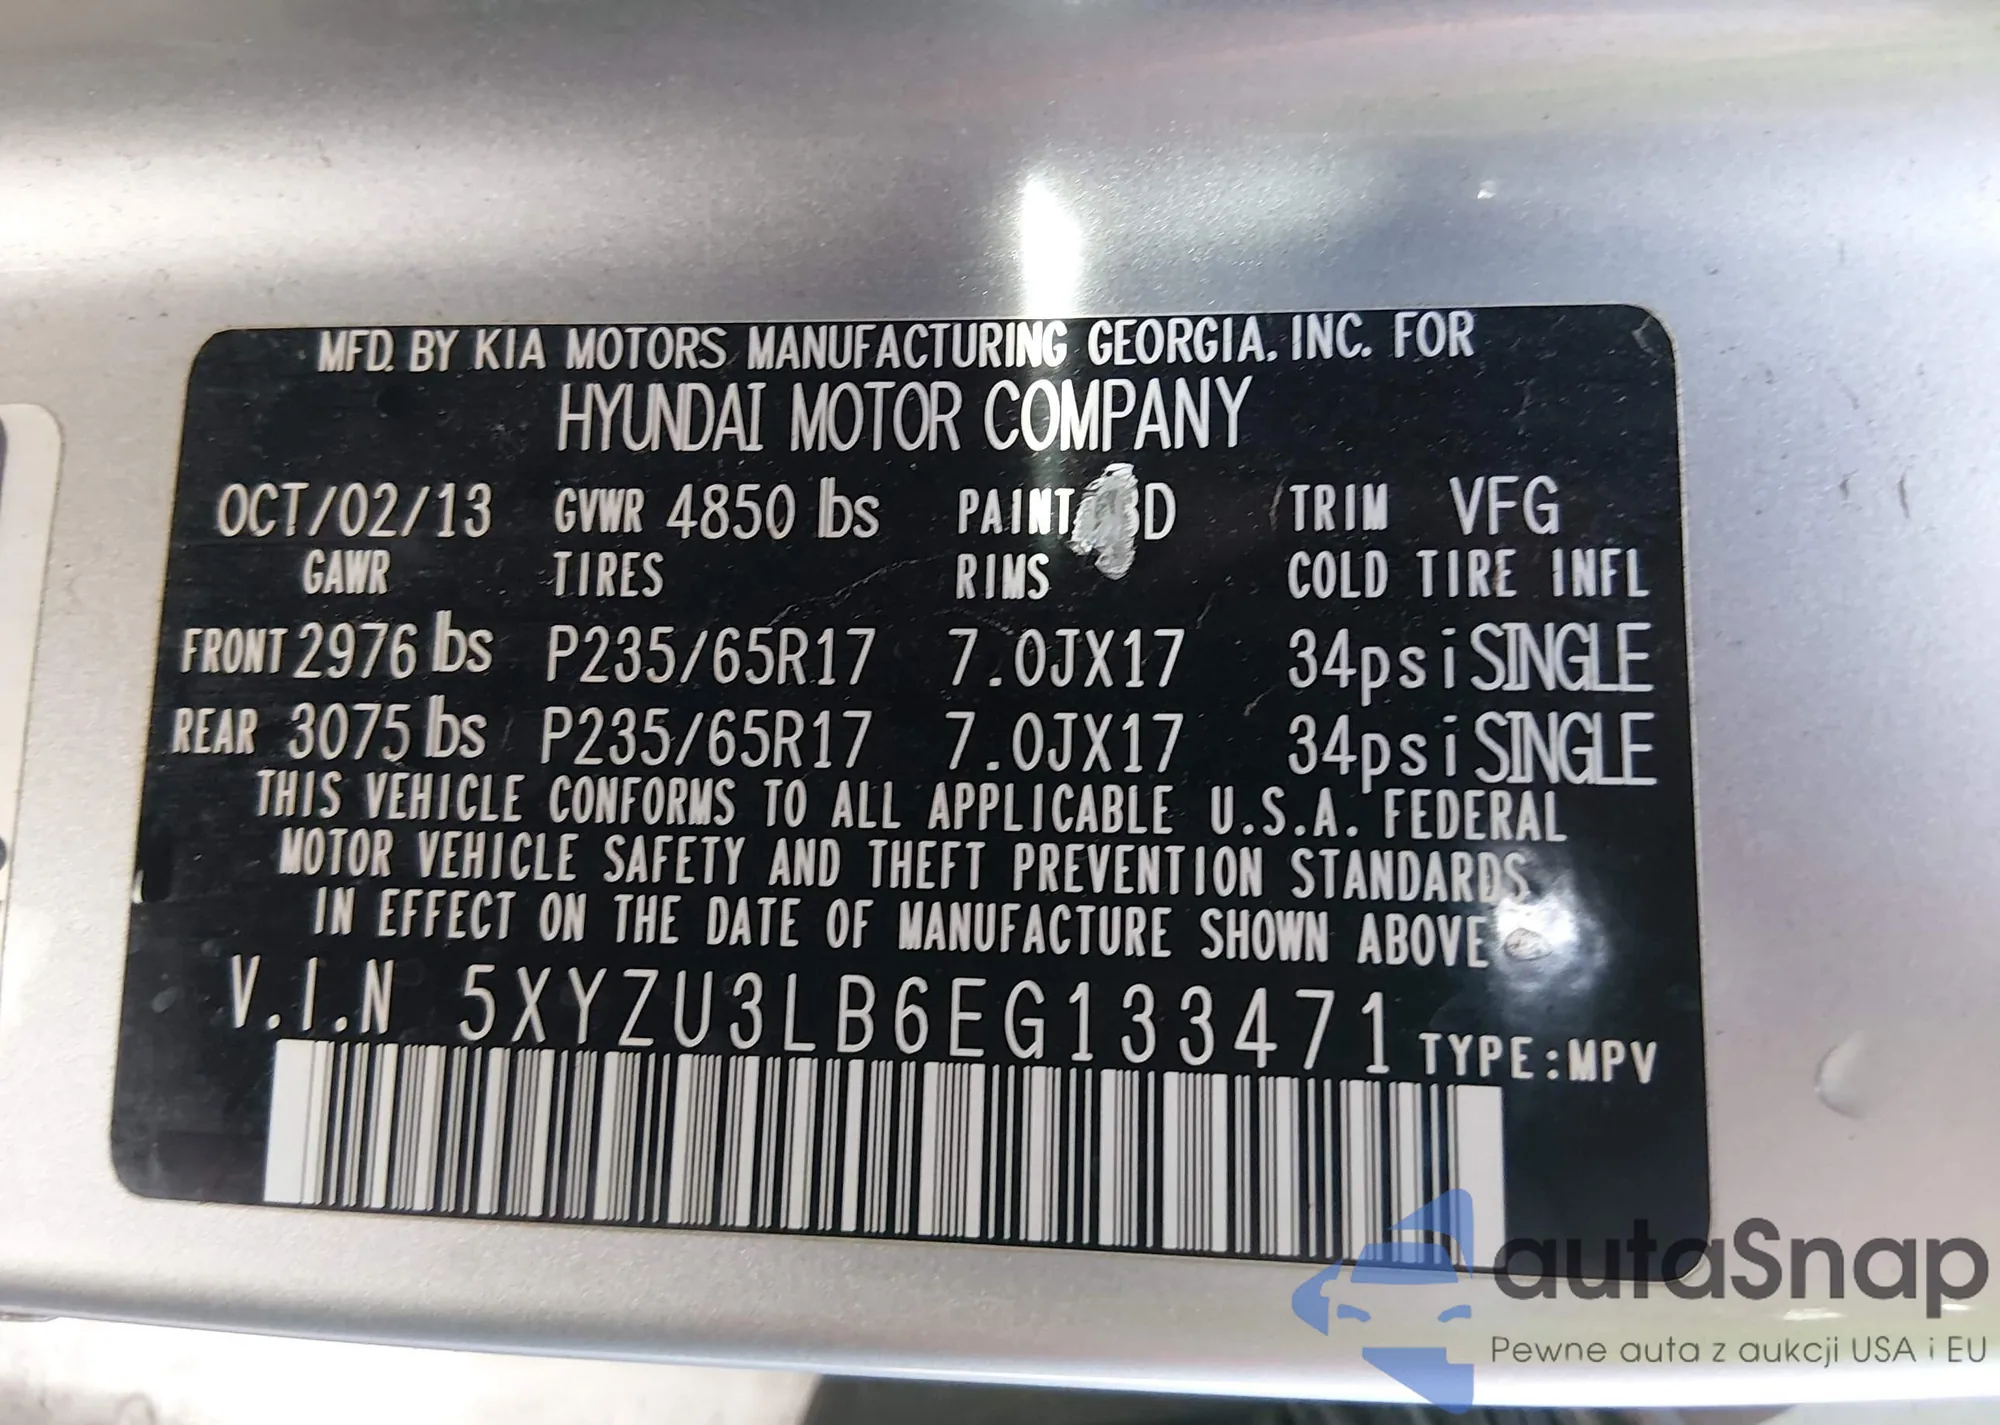 MFD. BY KIA MOTORS MANUFACTURING GEORGIA, INC. FOR
HYUNDAI MOTOR COMPANY
OCT/02/13 GVWR 4850 lbs PAINT D TRIM VFG
GAWR TIRES RIMS COLD TIRE INFL
FRONT 2976 lbs P235/65R17 7.0JX17 34psi SINGLE
REAR 3075 lbs P235/65R17 7.0JX17 34psi SINGLE
THIS VEHICLE CONFORMS TO ALL APPLICABLE U.S.A. FEDERAL
MOTOR VEHICLE SAFETY AND THEFT PREVENTION STANDARDS
IN EFFECT ON THE DATE OF MANUFACTURE SHOWN ABOVE
V.I.N 5XYZU3LB6EG133471 TYPE:MPV
autaSnap
Pewne auta z aukcji USA i EU